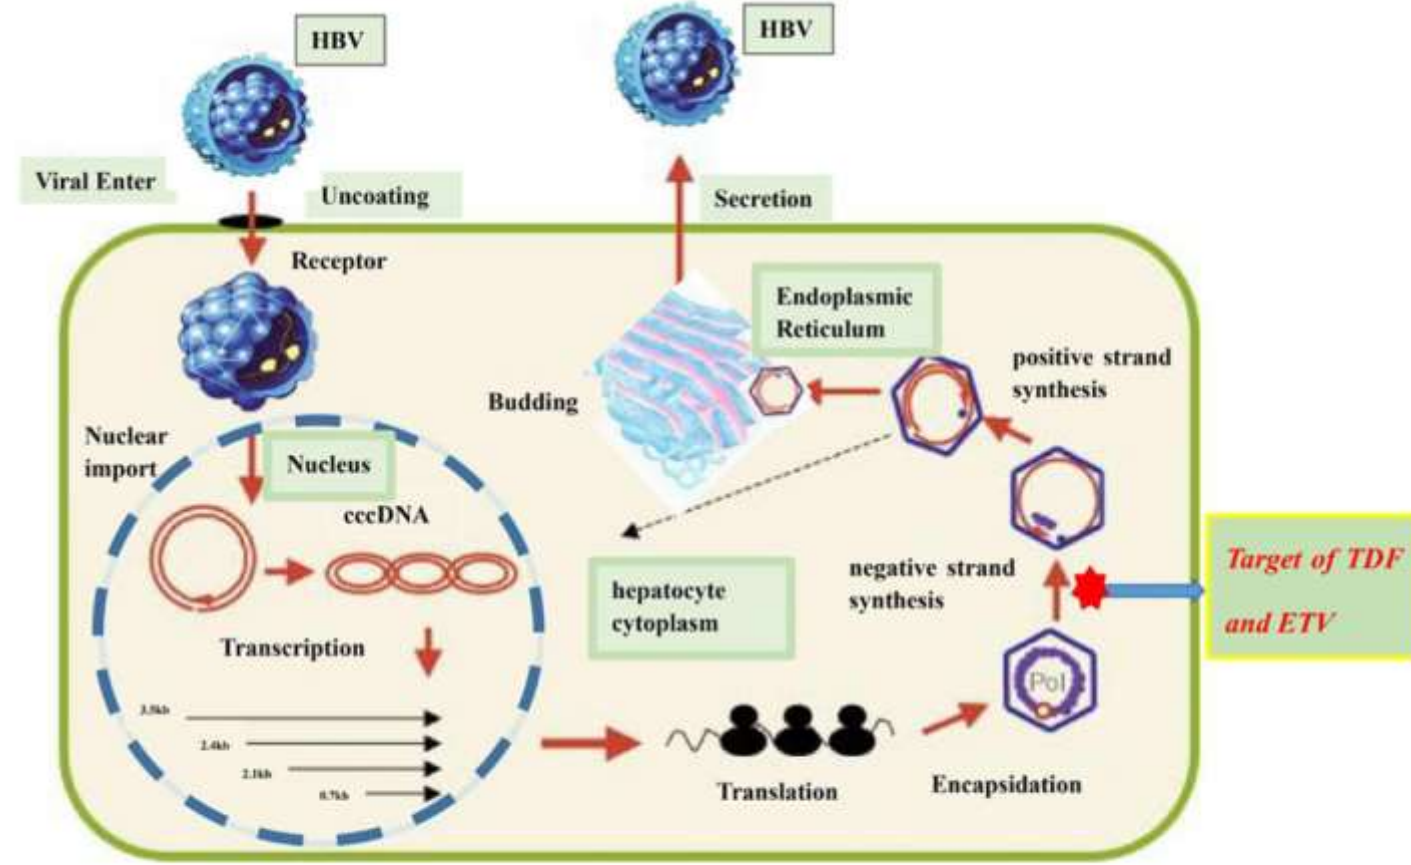 HBV
HBV
Viral Enter
Uncoating
Secretion
Receptor
Endoplasmic
Reticulum
positive strand
synthesis
Budding
Nuclear
import
Nucleus
cccDNA
negative strand
synthesis
hepatocyte
cytoplasm
Target of TDF
and ETV
Transcription
Pol
3.5kb
2.4kb
2.1kb
0.7kb
Translation
Encapsidation